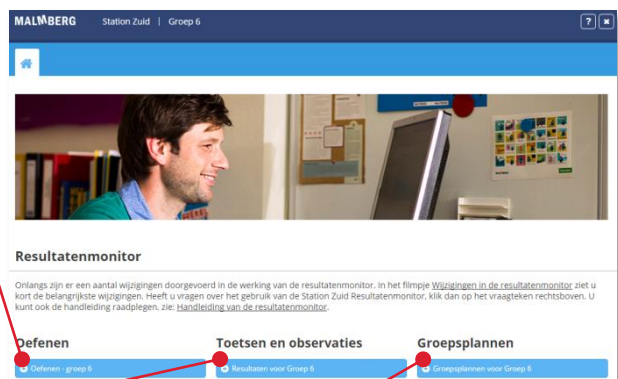 MALMBERG Station Zuid | Groep 6 ? ×
Resultatenmonitor
Onlangs zijn er een aantal wijzigingen doorgevoerd in de werking van de resultatenmonitor. In het filmpje Wijzigingen in de resultatenmonitor ziet u
kort de belangrijkste wijzigingen. Heeft u vragen over het gebruik van de Station Zuid Resultatenmonitor, klik dan op het vraagteken rechtsboven. U
kunt ook de handleiding raadplegen, zie: Handleiding van de resultatenmonitor.
Oefenen Toetsen en observaties Groepsplannen
Oefenen - groep 6 Resultaten voor Groep 6 Groepsplannen voor Groep 6